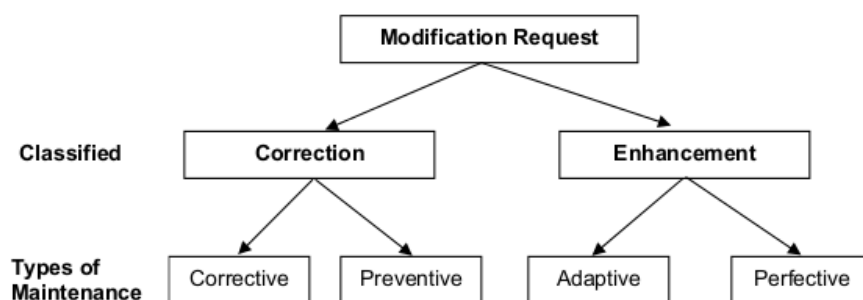 Modification Request
Classified
Correction
Enhancement
Types of
Maintenance
Corrective
Preventive
Adaptive
Perfective